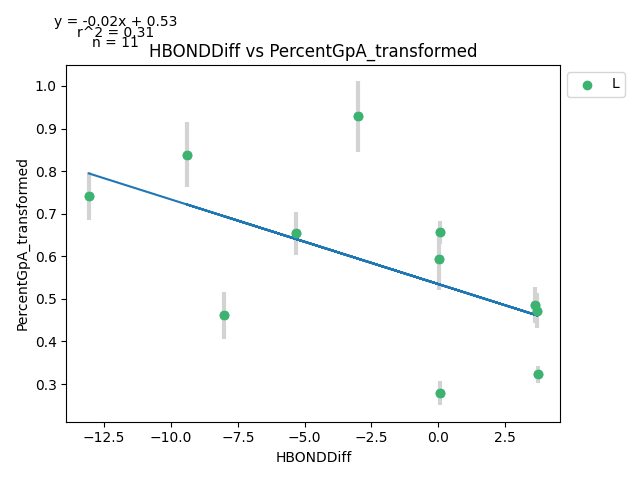 y = -0.02x + 0.53
r^2 = 0.31
n = 11
HBONDDiff vs PercentGpA_transformed
L
PercentGpA_transformed
1.0
0.9
0.8
0.7
0.6
0.5
0.4
0.3
−12.5 −10.0 −7.5 −5.0 −2.5 0.0 2.5
HBONDDiff